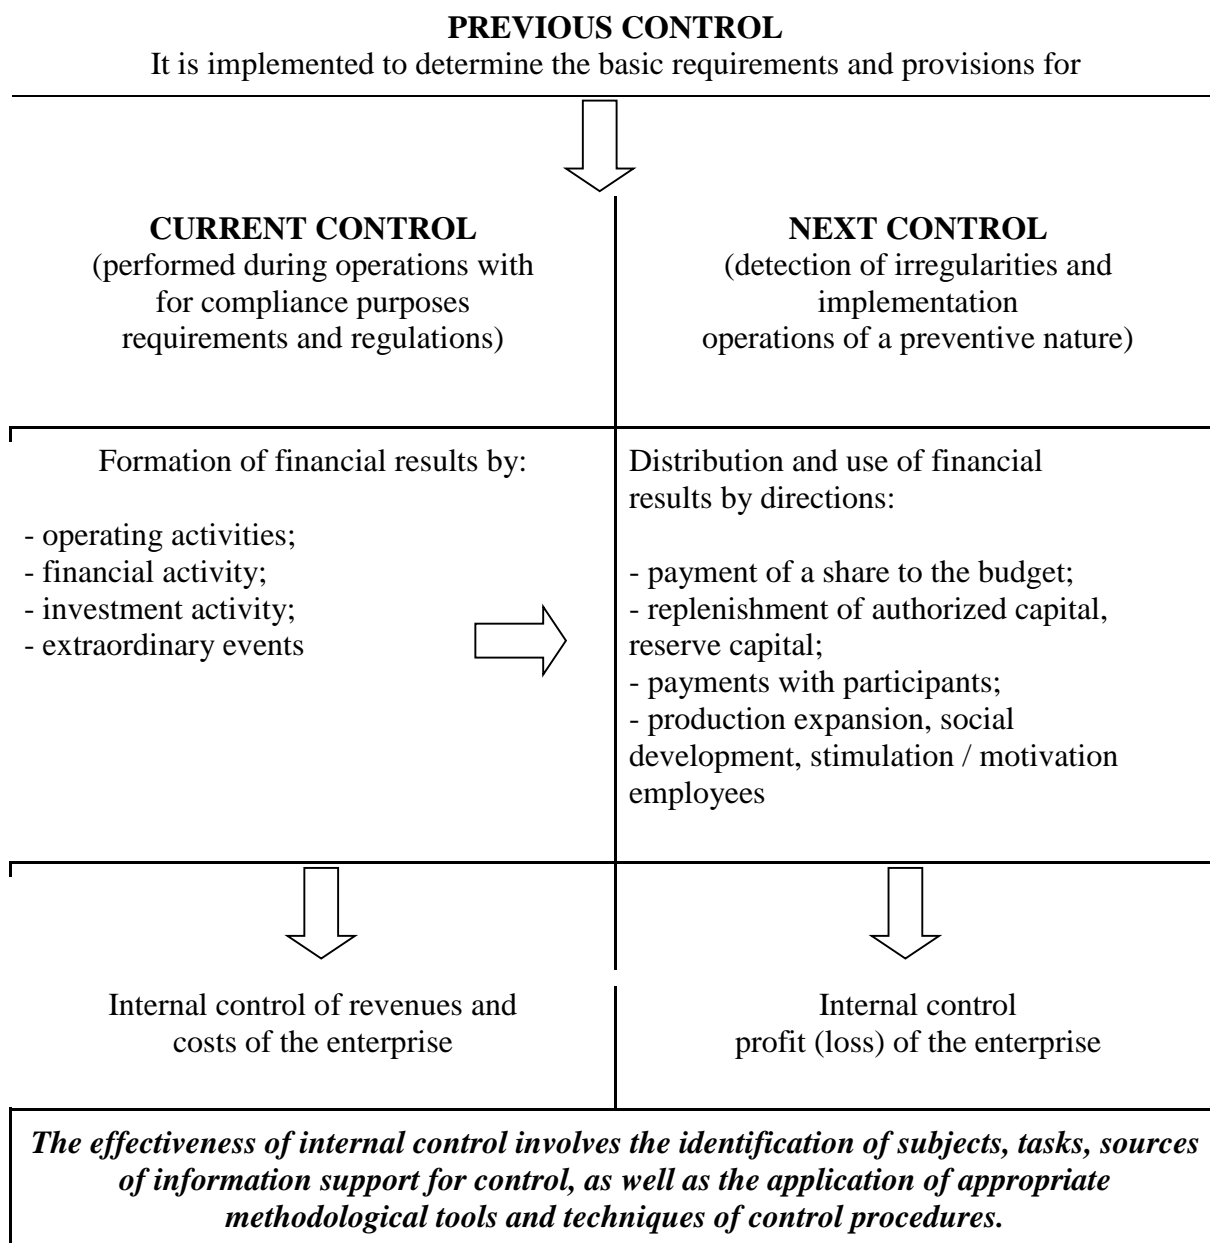 PREVIOUS CONTROL
It is implemented to determine the basic requirements and provisions for
CURRENT CONTROL
(performed during operations with
for compliance purposes
requirements and regulations)
NEXT CONTROL
(detection of irregularities and
implementation
operations of a preventive nature)
Formation of financial results by:
- operating activities;
- financial activity;
- investment activity;
- extraordinary events
Distribution and use of financial
results by directions:
- payment of a share to the budget;
- replenishment of authorized capital,
reserve capital;
- payments with participants;
- production expansion, social
development, stimulation / motivation
employees
Internal control of revenues and
costs of the enterprise
Internal control
profit (loss) of the enterprise
The effectiveness of internal control involves the identification of subjects, tasks, sources
of information support for control, as well as the application of appropriate
methodological tools and techniques of control procedures.